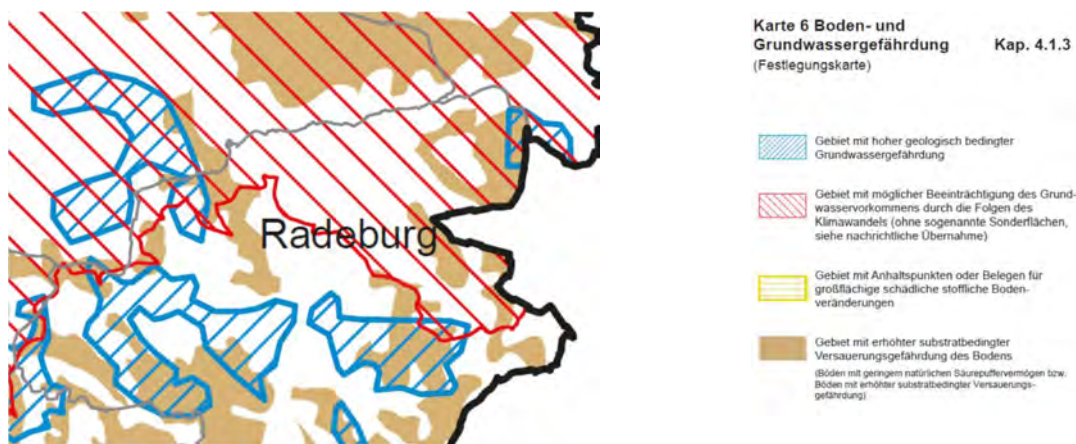 Radeburg
Karte 6 Boden- und
Grundwassergefährdung Kap. 4.1.3
(Festlegungskarte)
Gebiet mit hoher geologisch bedingter
Grundwassergefährdung
Gebiet mit möglicher Beeinträchtigung des Grund-
wasservorkommens durch die Folgen des
Klimawandels (ohne sogenannte Sonderflächen,
siehe nachrichtliche Übernahme)
Gebiet mit Anhaltspunkten oder Belegen für
großflächige schädliche stoffliche Boden-
veränderungen
Gebiet mit erhöhter substratbedingter
Versauerungsgefährdung des Bodens
(Böden mit geringem natürlichen Säurepuffervermögen bzw.
Böden mit erhöhter substratbedingter Versauerungs-
gefährdung)